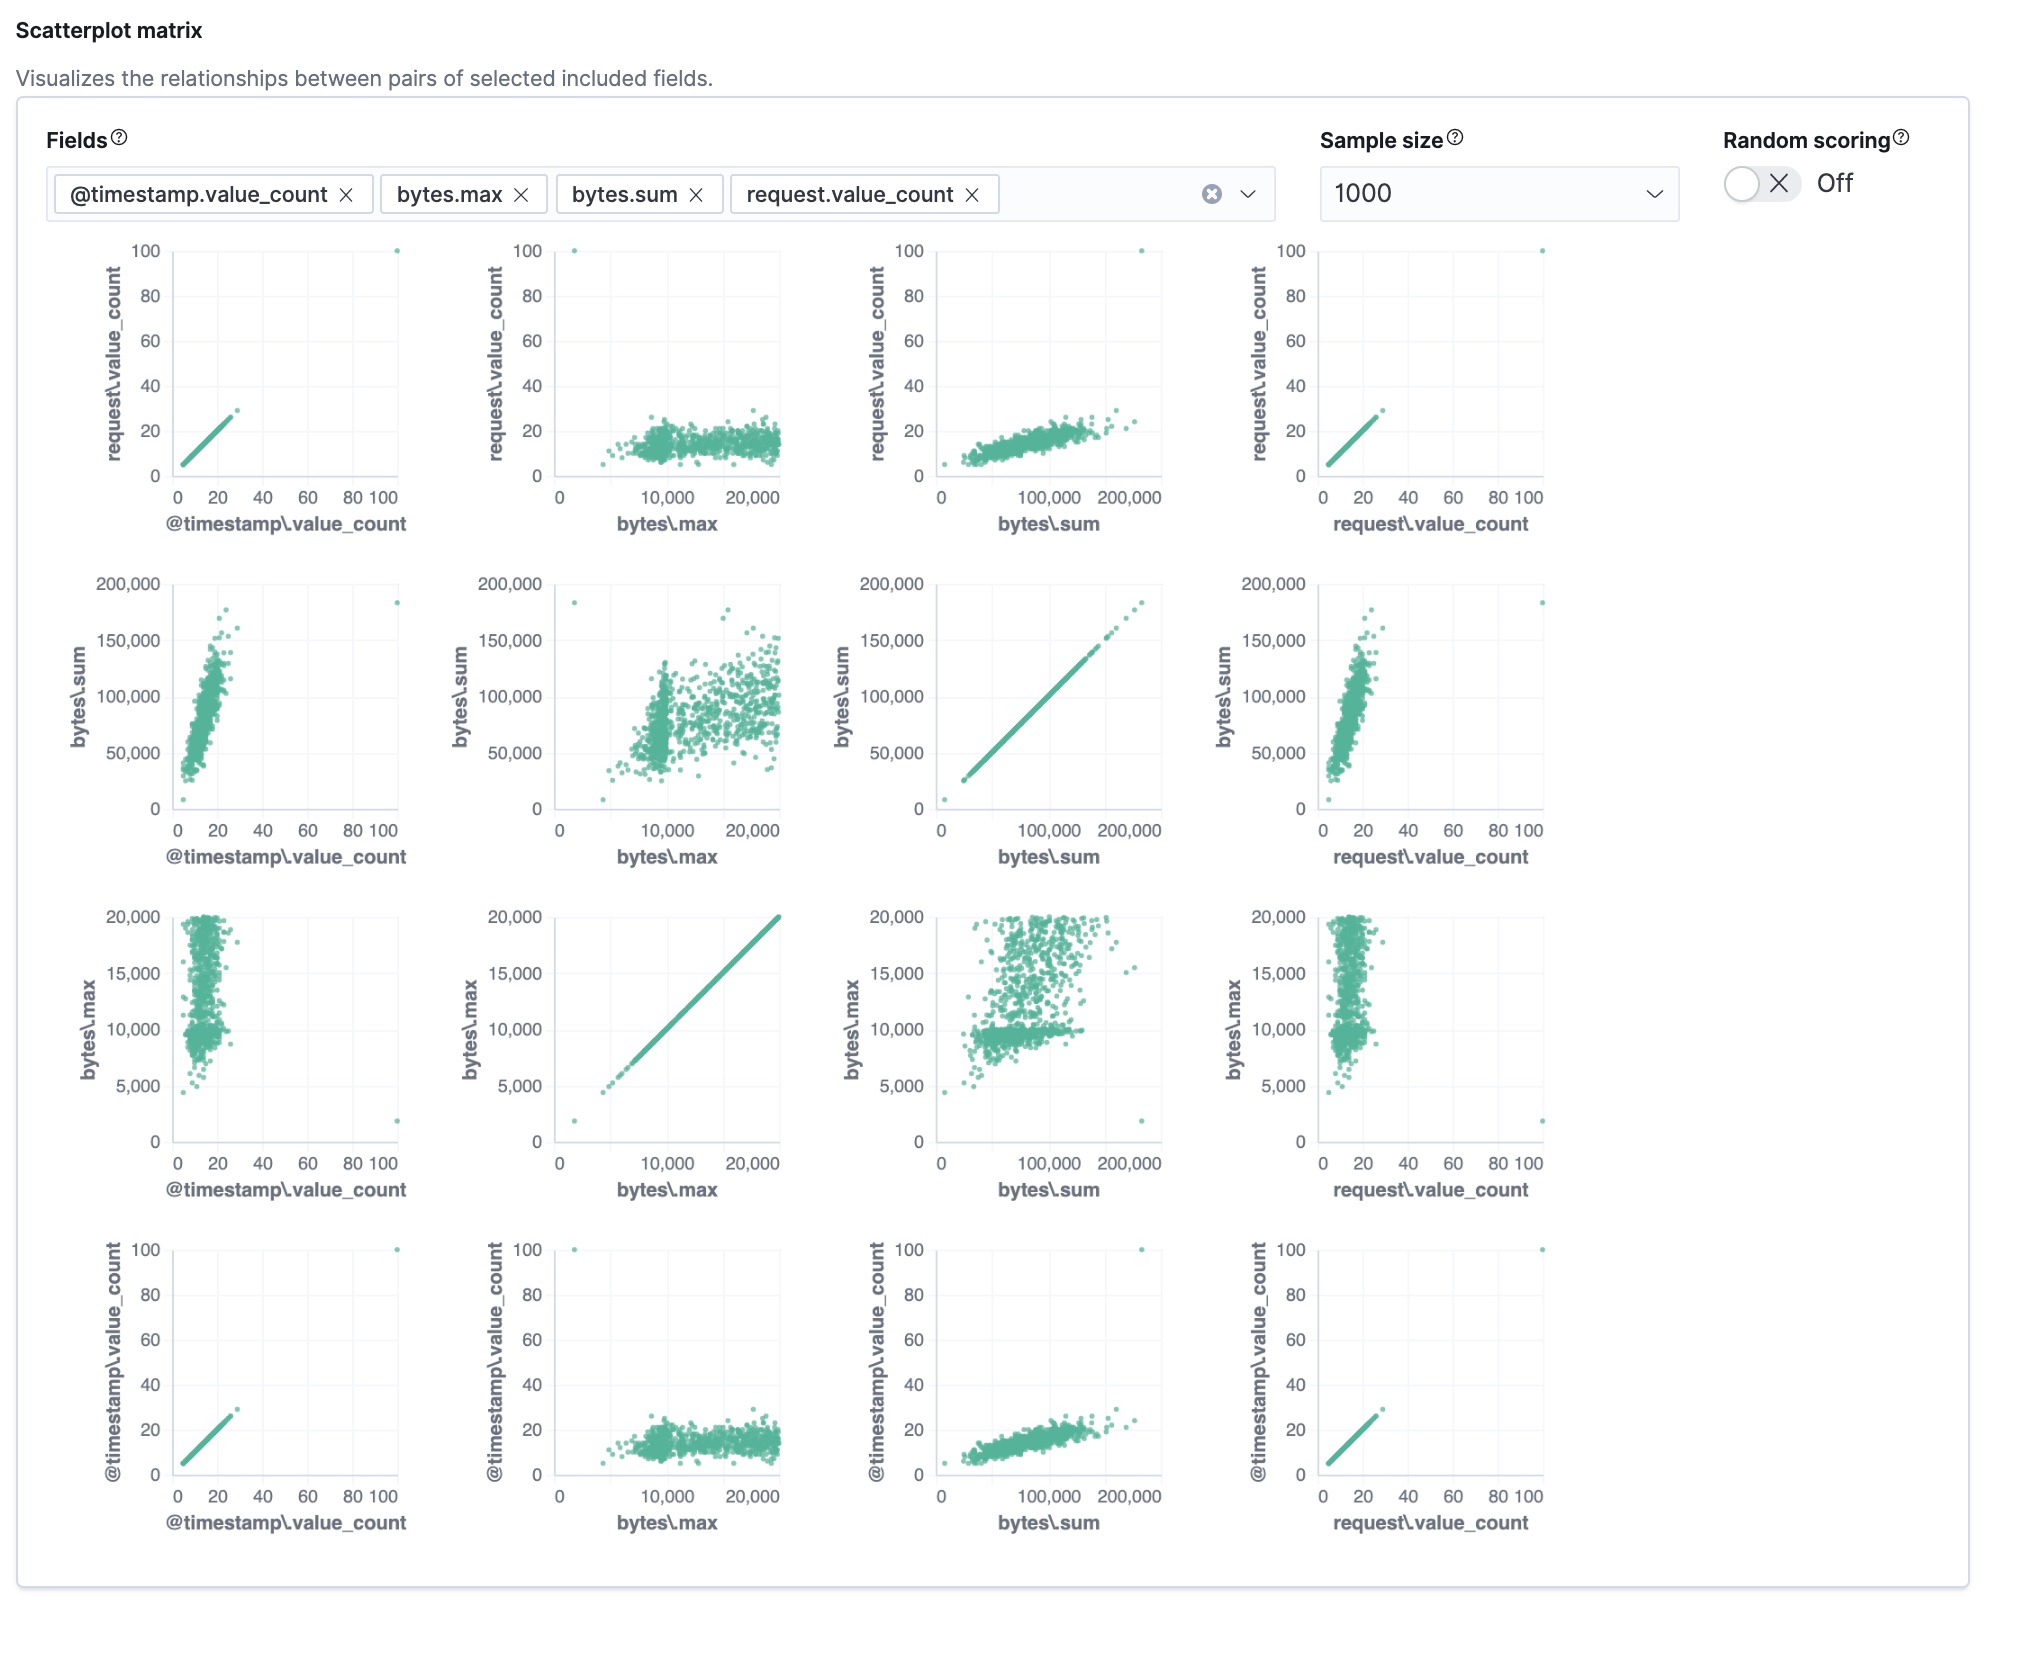 Scatterplot matrix
Visualizes the relationships between pairs of selected included fields.
Fields Sample size Random scoring
@timestamp.value_count bytes.max bytes.sum request.value_count 1000 Off
request\.value_count 100 80 60 40 20 0
0 20 40 60 80 100
@timestamp\.value_count
request\.value_count 100 80 60 40 20 0
0 10,000 20,000
bytes\.max
request\.value_count 100 80 60 40 20 0
0 100,000 200,000
bytes\.sum
request\.value_count 100 80 60 40 20 0
0 20 40 60 80 100
request\.value_count
bytes\.sum 200,000 150,000 100,000 50,000 0
0 20 40 60 80 100
@timestamp\.value_count
bytes\.sum 200,000 150,000 100,000 50,000 0
0 10,000 20,000
bytes\.max
bytes\.sum 200,000 150,000 100,000 50,000 0
0 100,000 200,000
bytes\.sum
bytes\.sum 200,000 150,000 100,000 50,000 0
0 20 40 60 80 100
request\.value_count
bytes\.max 20,000 15,000 10,000 5,000 0
0 20 40 60 80 100
@timestamp\.value_count
bytes\.max 20,000 15,000 10,000 5,000 0
0 10,000 20,000
bytes\.max
bytes\.max 20,000 15,000 10,000 5,000 0
0 100,000 200,000
bytes\.sum
bytes\.max 20,000 15,000 10,000 5,000 0
0 20 40 60 80 100
request\.value_count
@timestamp\.value_count 100 80 60 40 20 0
0 20 40 60 80 100
@timestamp\.value_count
@timestamp\.value_count 100 80 60 40 20 0
0 10,000 20,000
bytes\.max
@timestamp\.value_count 100 80 60 40 20 0
0 100,000 200,000
bytes\.sum
@timestamp\.value_count 100 80 60 40 20 0
0 20 40 60 80 100
request\.value_count